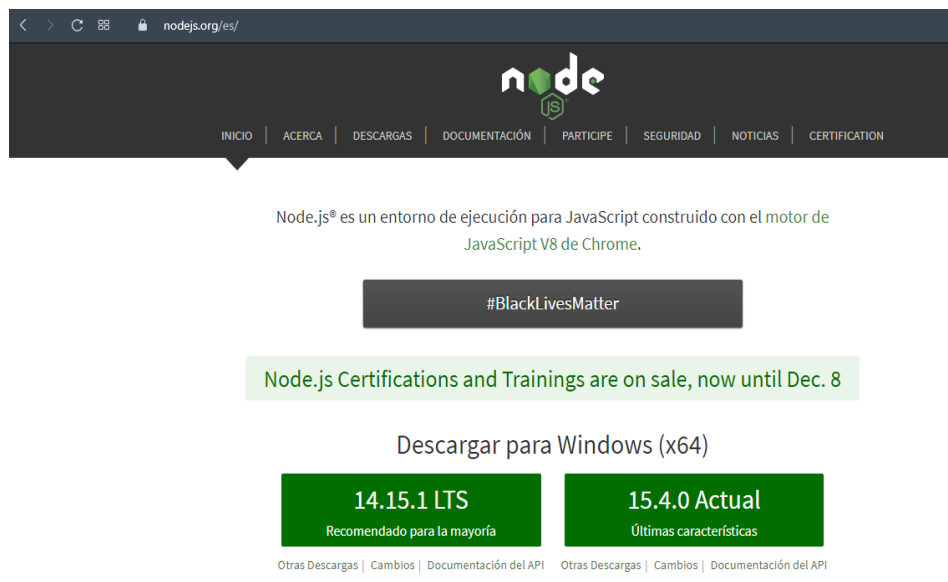 nodejs.org/es/
node
JS
INICIO | ACERCA | DESCARGAS | DOCUMENTACIÓN | PARTICIPE | SEGURIDAD | NOTICIAS | CERTIFICATION
Node.js® es un entorno de ejecución para JavaScript construido con el motor de
JavaScript V8 de Chrome.
#BlackLivesMatter
Node.js Certifications and Trainings are on sale, now until Dec. 8
Descargar para Windows (x64)
14.15.1 LTS 15.4.0 Actual
Recomendado para la mayoría Últimas características
Otras Descargas | Cambios | Documentación del API Otras Descargas | Cambios | Documentación del API